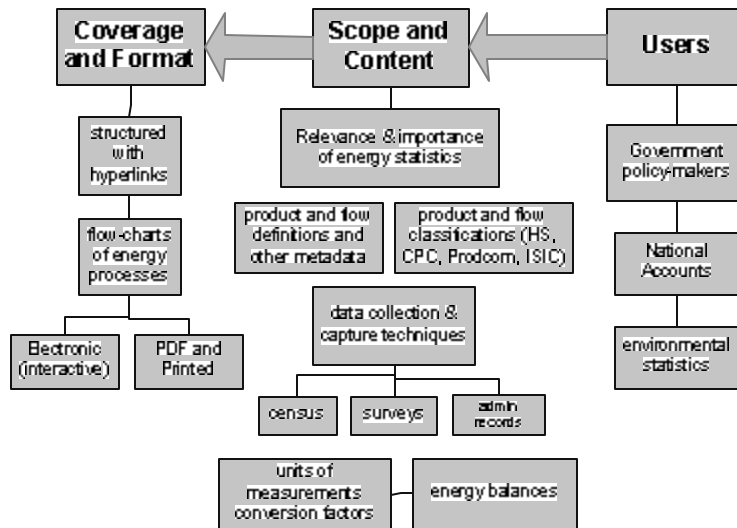 Coverage
and Format
Scope and
Content
Users
structured
with
hyperlinks
flow-charts
of energy
processes
Electronic
(interactive)
PDF and
Printed
Relevance & importance
of energy statistics
product and flow
definitions and
other metadata
product and flow
classifications (HS,
CPC, Prodcom, ISIC)
data collection &
capture techniques
census
surveys
admin
records
units of
measurements
conversion factors
energy balances
Government
policy-makers
National
Accounts
environmental
statistics